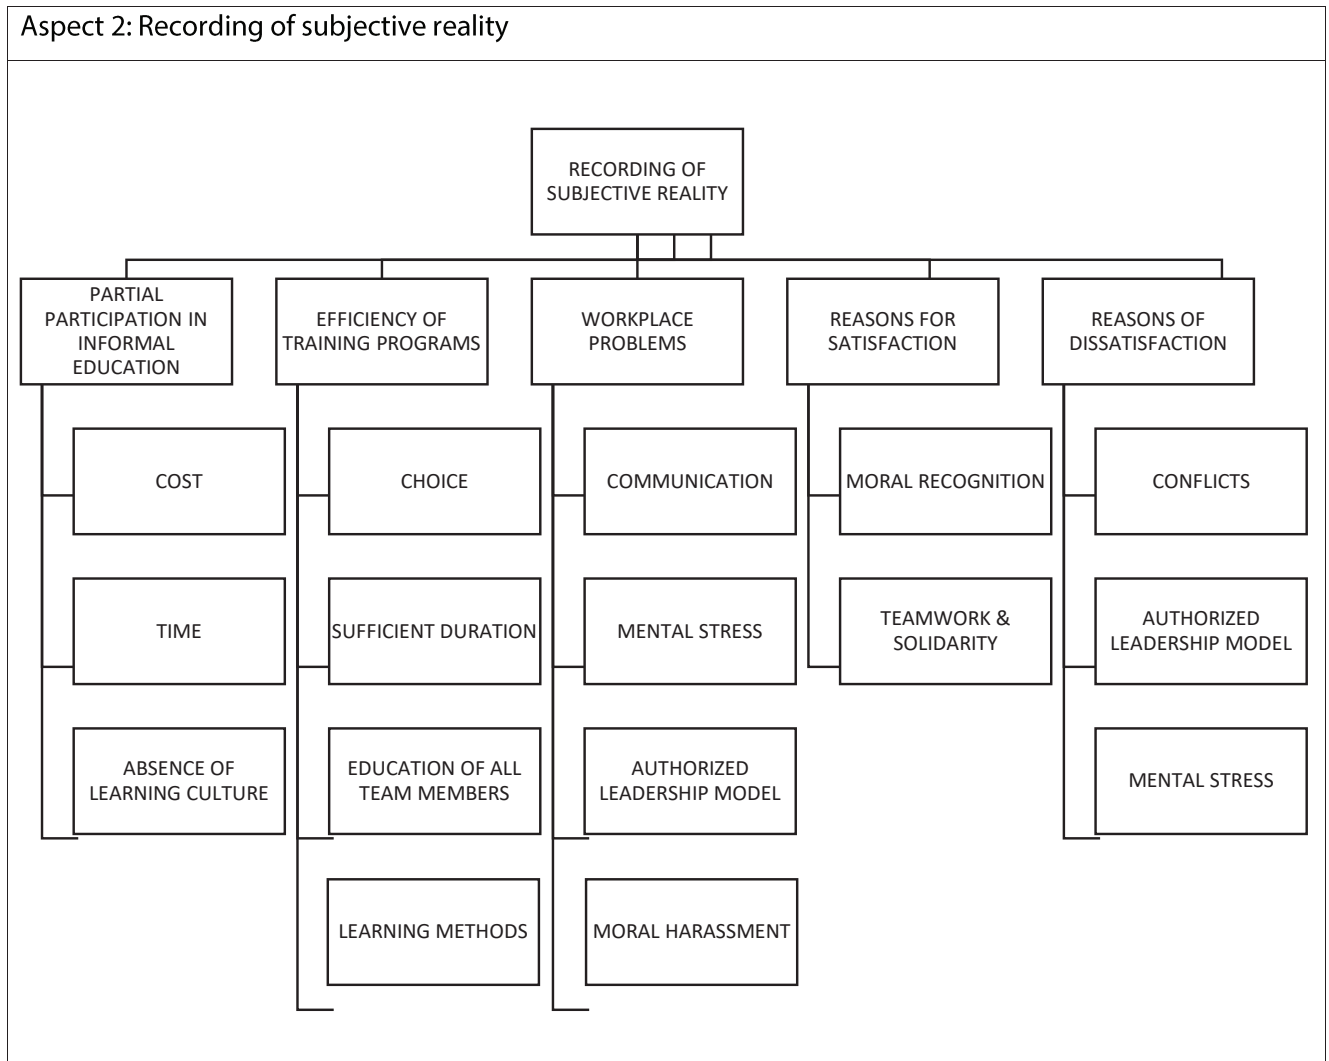 Aspect 2: Recording of subjective reality
RECORDING OF
SUBJECTIVE REALITY
PARTIAL
PARTICIPATION IN
INFORMAL
EDUCATION
EFFICIENCY OF
TRAINING PROGRAMS
WORKPLACE
PROBLEMS
REASONS FOR
SATISFACTION
REASONS OF
DISSATISFACTION
COST
CHOICE
COMMUNICATION
MORAL RECOGNITION
CONFLICTS
TIME
SUFFICIENT DURATION
MENTAL STRESS
TEAMWORK &
SOLIDARITY
AUTHORIZED
LEADERSHIP MODEL
ABSENCE OF
LEARNING CULTURE
EDUCATION OF ALL
TEAM MEMBERS
AUTHORIZED
LEADERSHIP MODEL
MENTAL STRESS
LEARNING METHODS
MORAL HARASSMENT